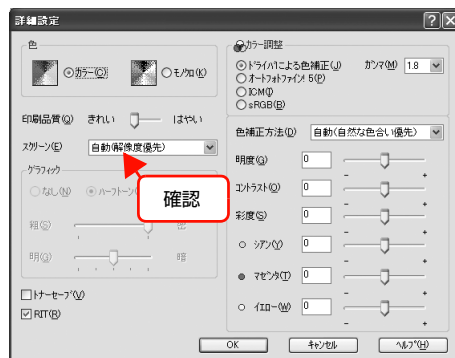 詳細設定
色
カラー(C)
モノクロ(K)
印刷品質(Q) きれい はやい
スクリーン(E) 自動(解像度優先)
グラフィック
なし(N) ハーフトーン
粗(S) 密
明(G) 暗
確認
トナーセーブ(V)
RIT(R)
カラー調整
ドライバによる色補正(J)
オートフォトファイン! 5(P)
ICM(I)
sRGB(B)
ガンマ(M) 1.8
色補正方法(D) 自動(自然な色合い優先)
明度(G) 0
- +
コントラスト(O) 0
- +
彩度(S) 0
- +
シアン(Y) 0
- +
マゼンタ(T) 0
- +
イエロー(W) 0
- +
OK キャンセル ヘルプ(H)